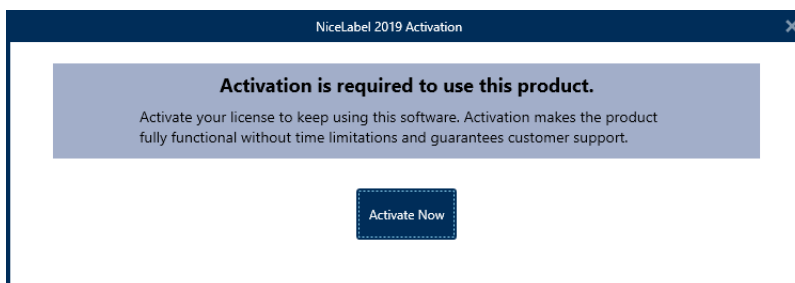 NiceLabel 2019 Activation
Activation is required to use this product.
Activate your license to keep using this software. Activation makes the product
fully functional without time limitations and guarantees customer support.
Activate Now